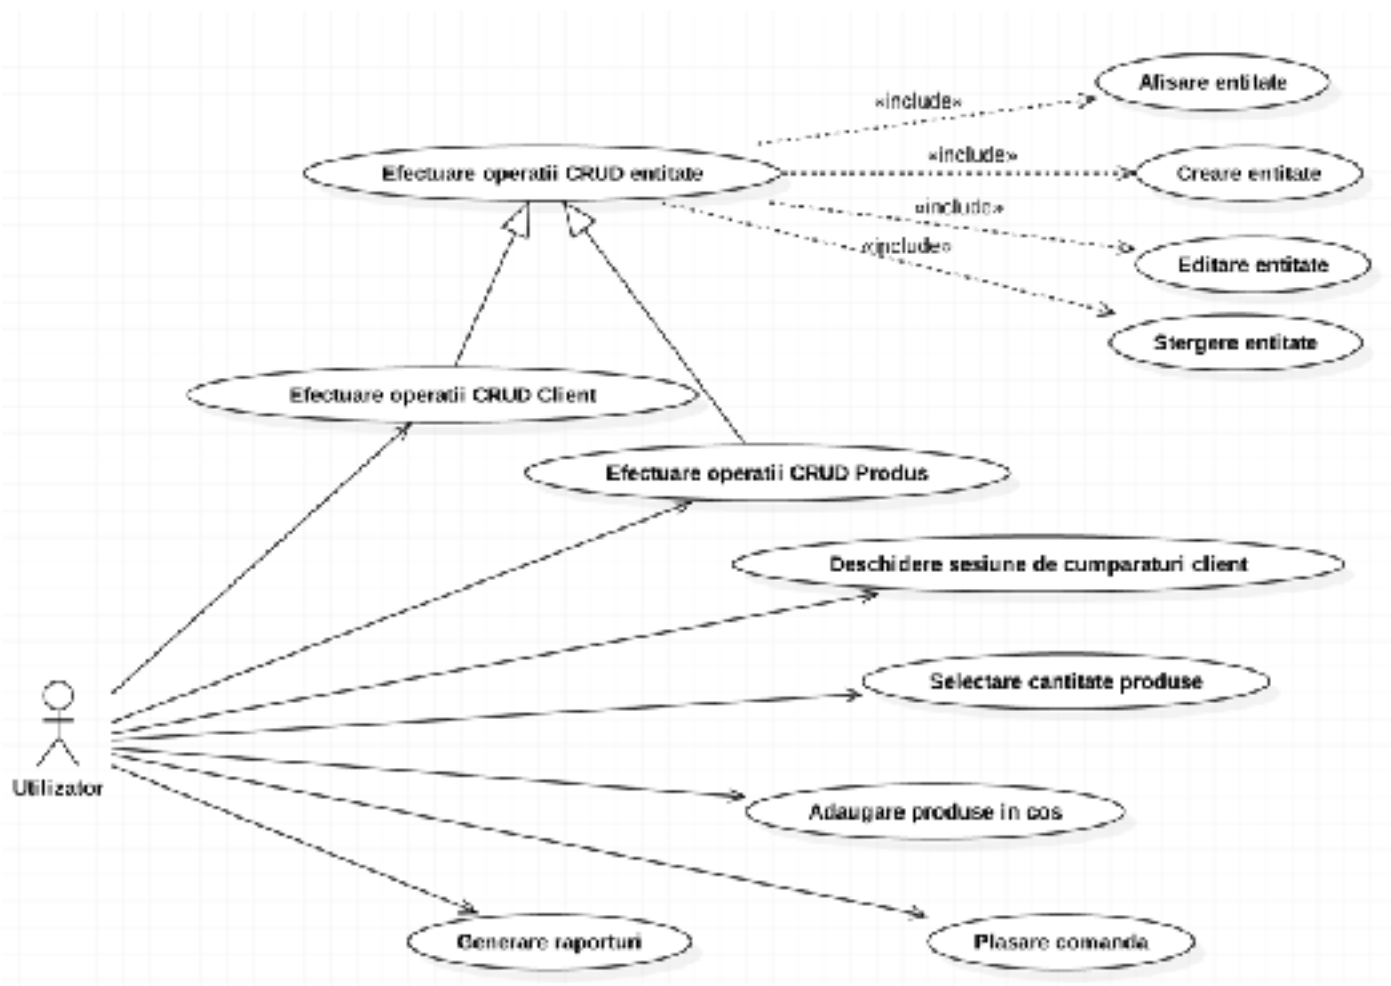 Afisare entitate
«include»
Efectuare operatii CRUD entitate
«include»
Creare entitate
«include»
«include»
Editare entitate
Stergere entitate
Efectuare operatii CRUD Client
Efectuare operatii CRUD Produs
Deschidere sesiune de cumparaturi client
Selectare cantitate produse
Utilizator
Adaugare produse in cos
Generare raporturi
Plasare comanda